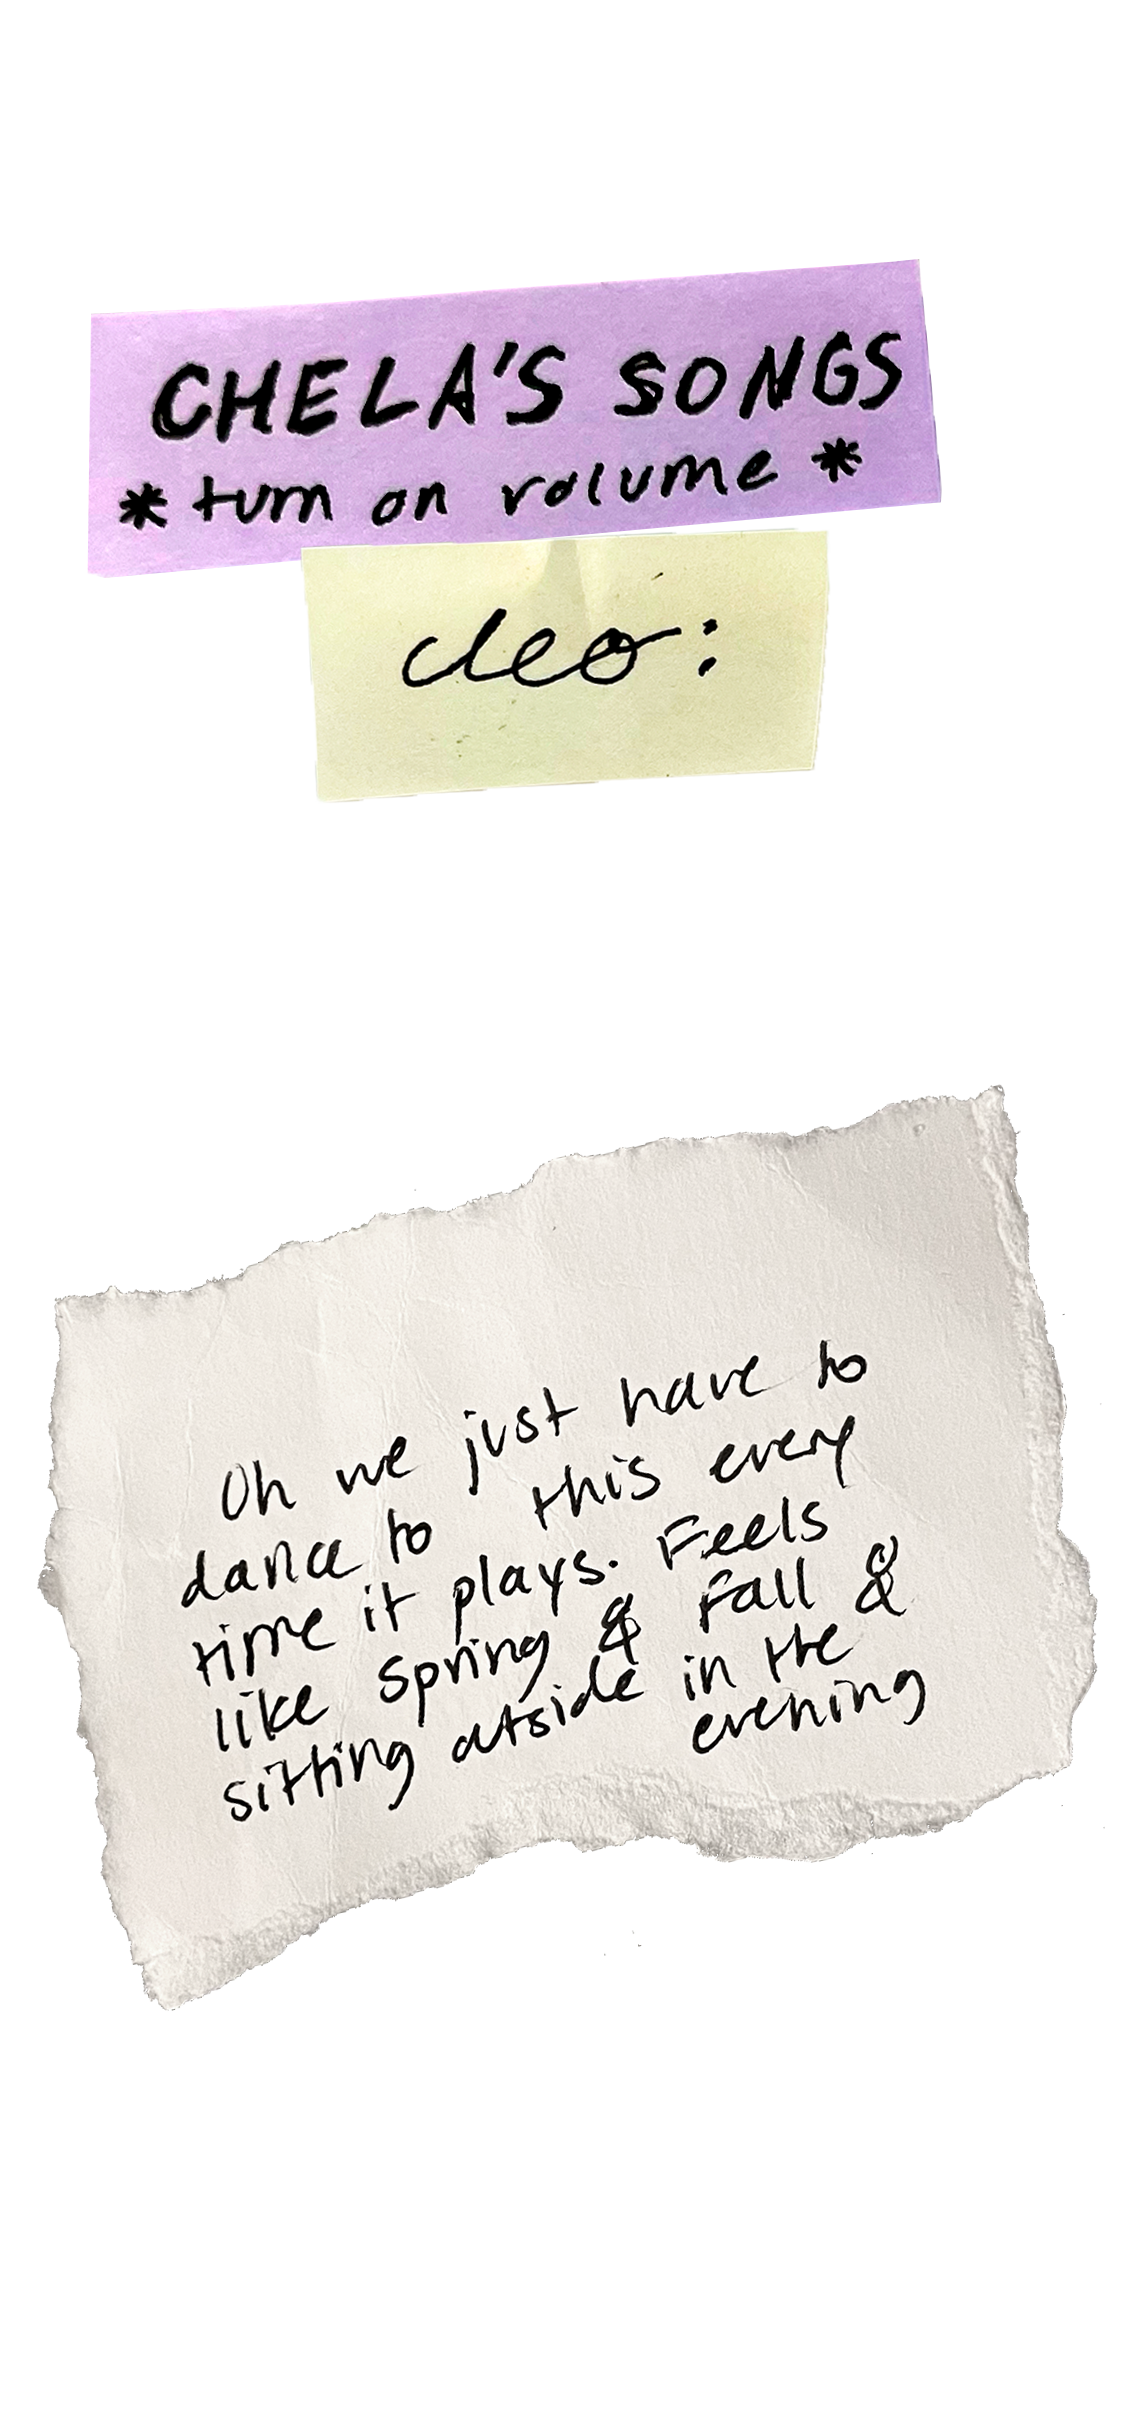 CHELA'S SONGS
* turn on volume *
cleo:
Oh we just have to
dance to this every
time it plays. Feels
like Spring & Fall &
sitting outside in the
evening